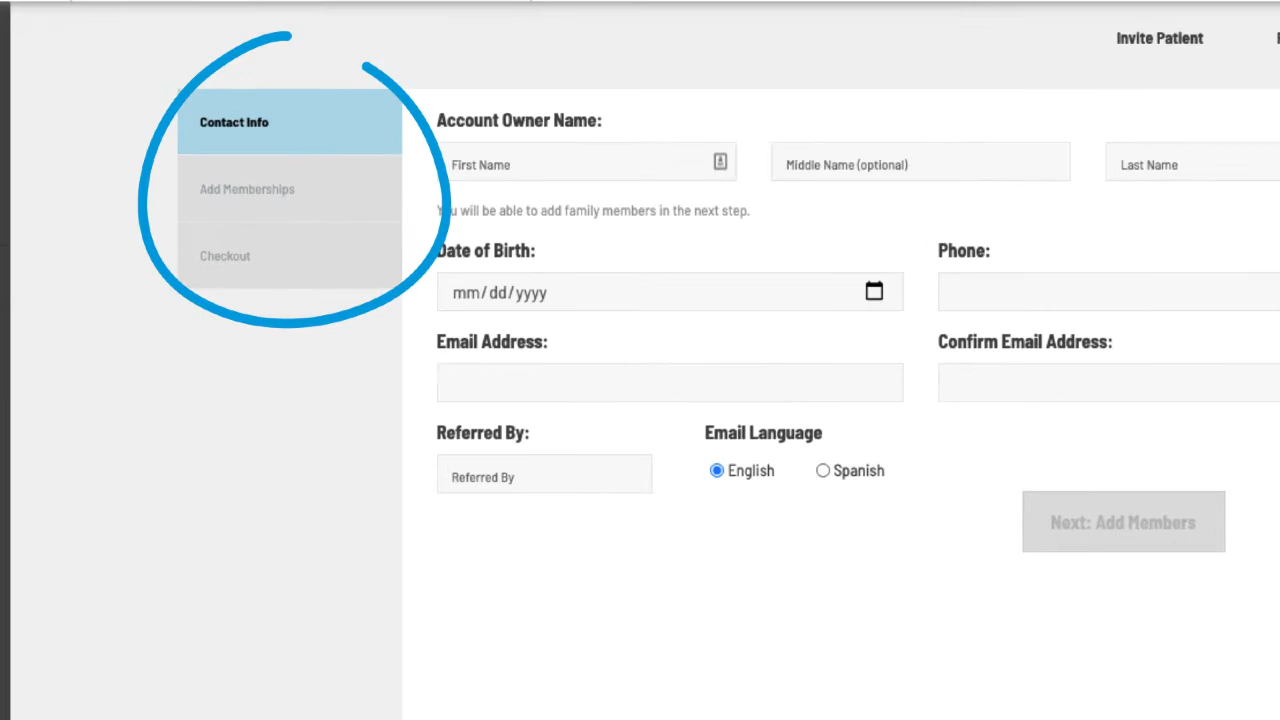 Invite Patient
Contact Info
Add Memberships
Checkout
Account Owner Name:
First Name
Middle Name (optional)
Last Name
You will be able to add family members in the next step.
Date of Birth:
Phone:
mm/dd/yyyy
Email Address:
Confirm Email Address:
Referred By:
Email Language
Referred By
English
Spanish
Next: Add Members